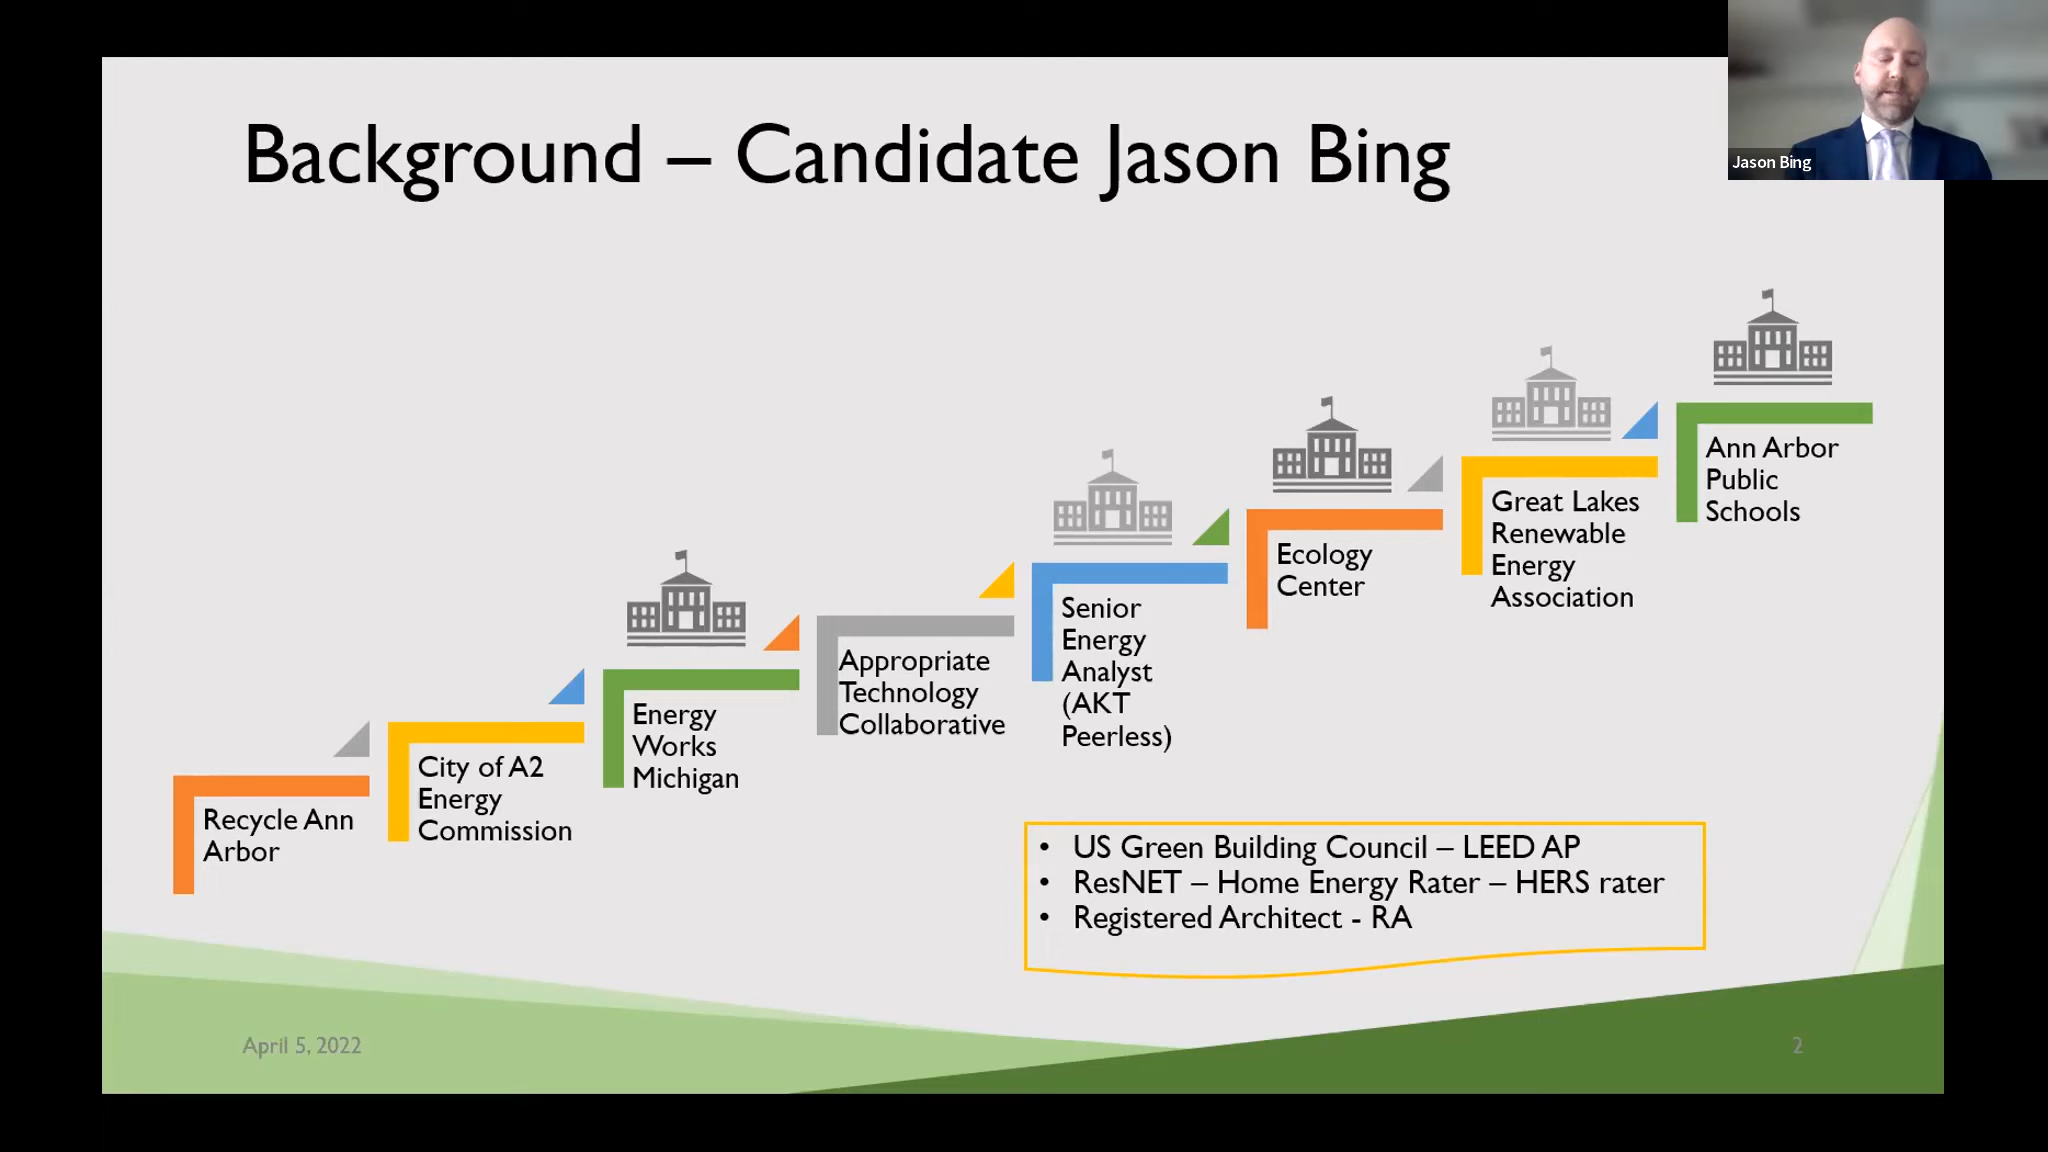 Background – Candidate Jason Bing
Jason Bing
Recycle Ann
Arbor
City of A2
Energy
Commission
Energy
Works
Michigan
Appropriate
Technology
Collaborative
Senior
Energy
Analyst
(AKT
Peerless)
Ecology
Center
Great Lakes
Renewable
Energy
Association
Ann Arbor
Public
Schools
• US Green Building Council – LEED AP
• ResNET – Home Energy Rater – HERS rater
• Registered Architect - RA
April 5, 2022
2